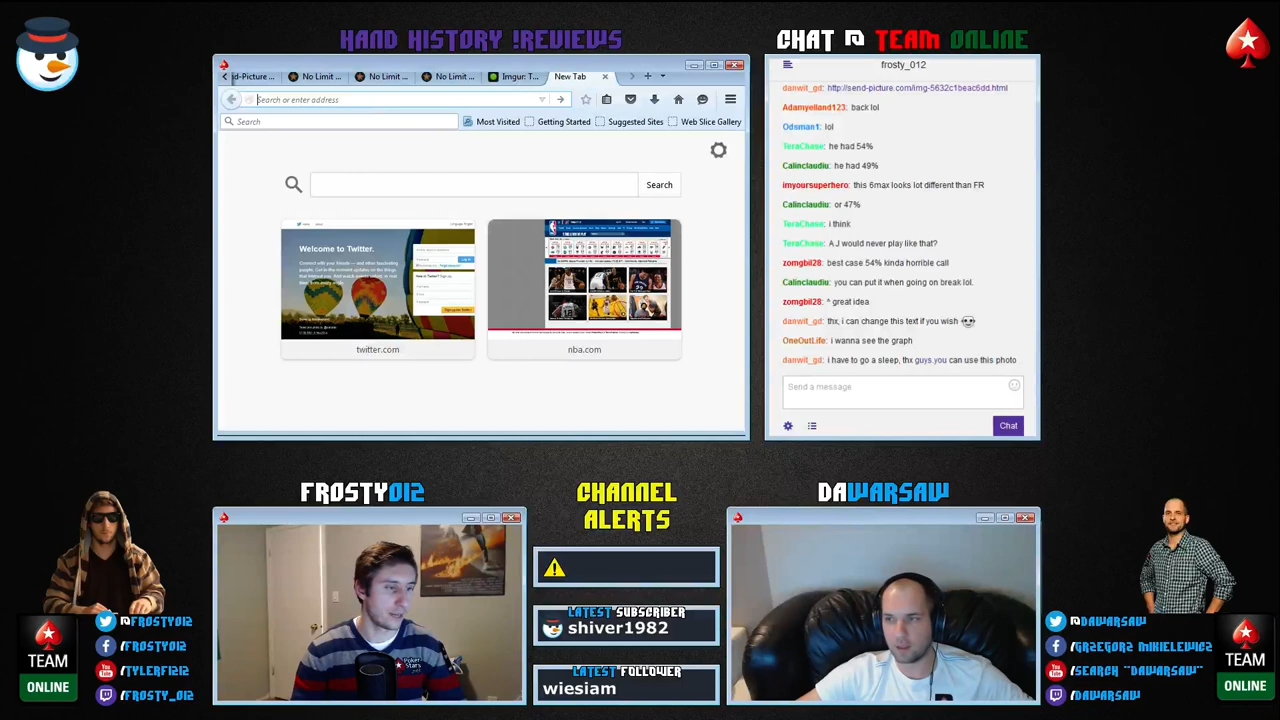 HAND HISTORY !REVIEWS
CHAT @ TEAM ONLINE
d-Picture ...
No Limit ...
No Limit ...
No Limit ...
Imgur: T...
New Tab
Search or enter address
Search
Most Visited
Getting Started
Suggested Sites
Web Slice Gallery
Search
Welcome to Twitter.
twitter.com
nba.com
frosty_012
danwit_gd: http://send-picture.com/img-5632c1beac6dd.html
Adamyelland123: back lol
Odsman1: lol
TeraChase: he had 54%
Calinclaudiu: he had 49%
imyoursuperhero: this 6max looks lot different than FR
Calinclaudiu: or 47%
TeraChase: i think
TeraChase: A.J would never play like that?
zomgbil28: best case 54% kinda horrible call
Calinclaudiu: you can put it when going on break lol.
zomgbil28: ^ great idea
danwit_gd: thx, i can change this text if you wish
OneOutLife: i wanna see the graph
danwit_gd: i have to go a sleep, thx guys.you can use this photo
Send a message
Chat
FROSTY012
CHANNEL
ALERTS
DAWARSAW
LATEST SUBSCRIBER
shiver1982
LATEST FOLLOWER
wiesiam
Poker
Stars
TEAM
ONLINE
@FROSTY012
/FROSTY012
/TYLERF1212
/FROSTY_012
@DAWARSAW
/GRZEGORZ MIKIELEWICZ
/SEARCH "DAWARSAW"
/DAWARSAW
TEAM
ONLINE